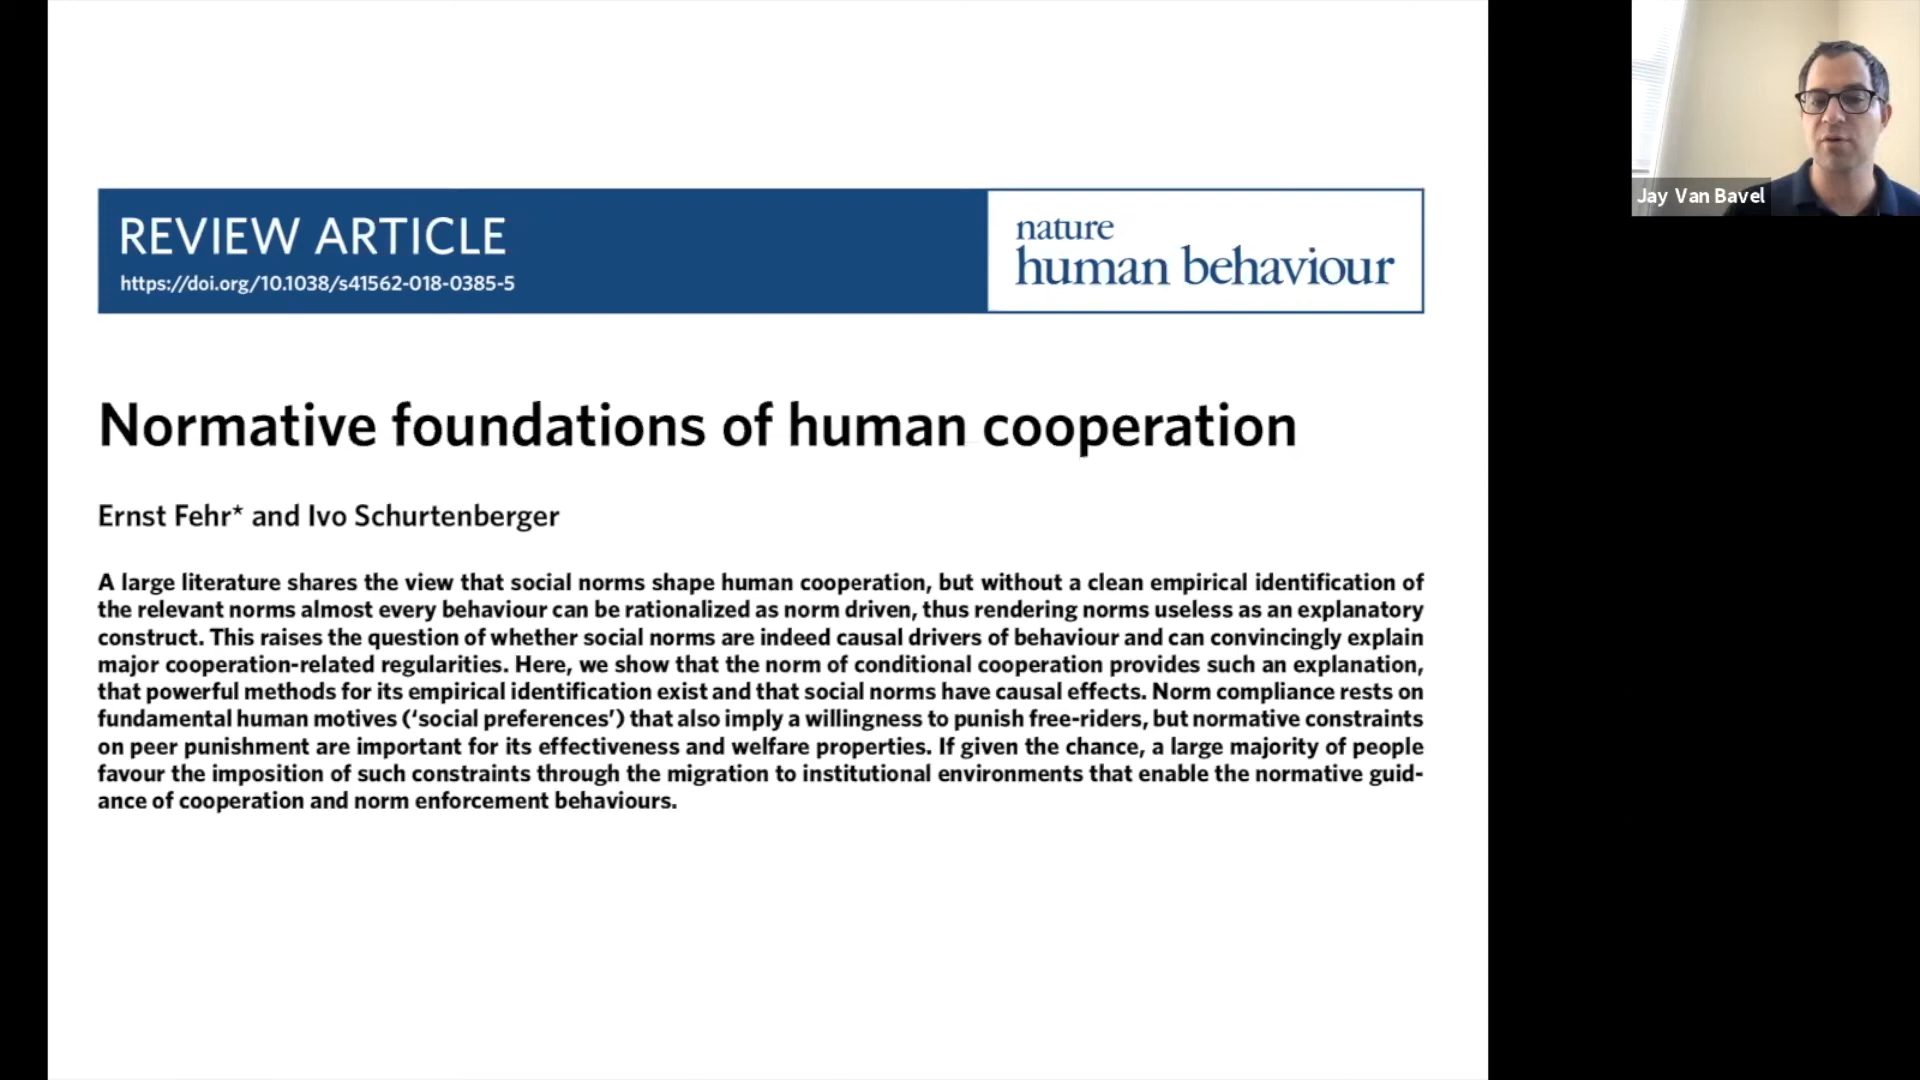 REVIEW ARTICLE
https://doi.org/10.1038/s41562-018-0385-5
nature
human behaviour
Normative foundations of human cooperation
Ernst Fehr* and Ivo Schurtenberger
A large literature shares the view that social norms shape human cooperation, but without a clean empirical identification of
the relevant norms almost every behaviour can be rationalized as norm driven, thus rendering norms useless as an explanatory
construct. This raises the question of whether social norms are indeed causal drivers of behaviour and can convincingly explain
major cooperation-related regularities. Here, we show that the norm of conditional cooperation provides such an explanation,
that powerful methods for its empirical identification exist and that social norms have causal effects. Norm compliance rests on
fundamental human motives (‘social preferences’) that also imply a willingness to punish free-riders, but normative constraints
on peer punishment are important for its effectiveness and welfare properties. If given the chance, a large majority of people
favour the imposition of such constraints through the migration to institutional environments that enable the normative guid-
ance of cooperation and norm enforcement behaviours.
Jay Van Bavel